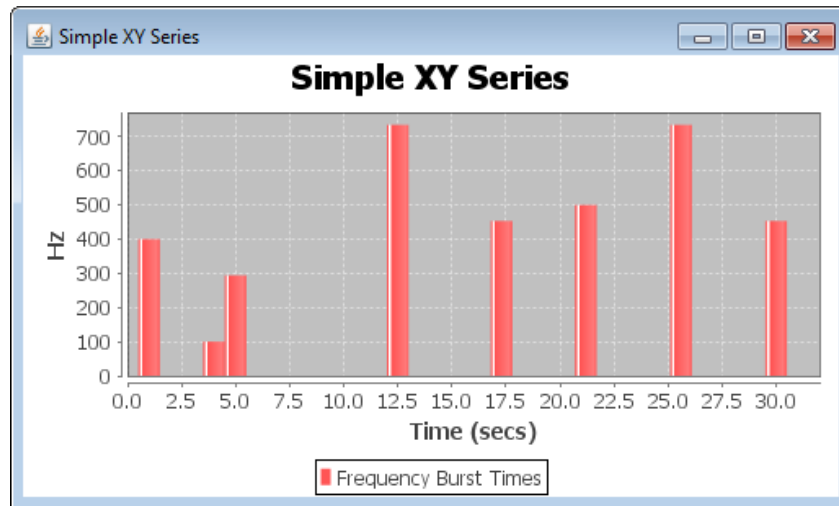 Simple XY Series
Simple XY Series
700
600
500
400
300
200
100
0
Hz
0.0 2.5 5.0 7.5 10.0 12.5 15.0 17.5 20.0 22.5 25.0 27.5 30.0
Time (secs)
Frequency Burst Times